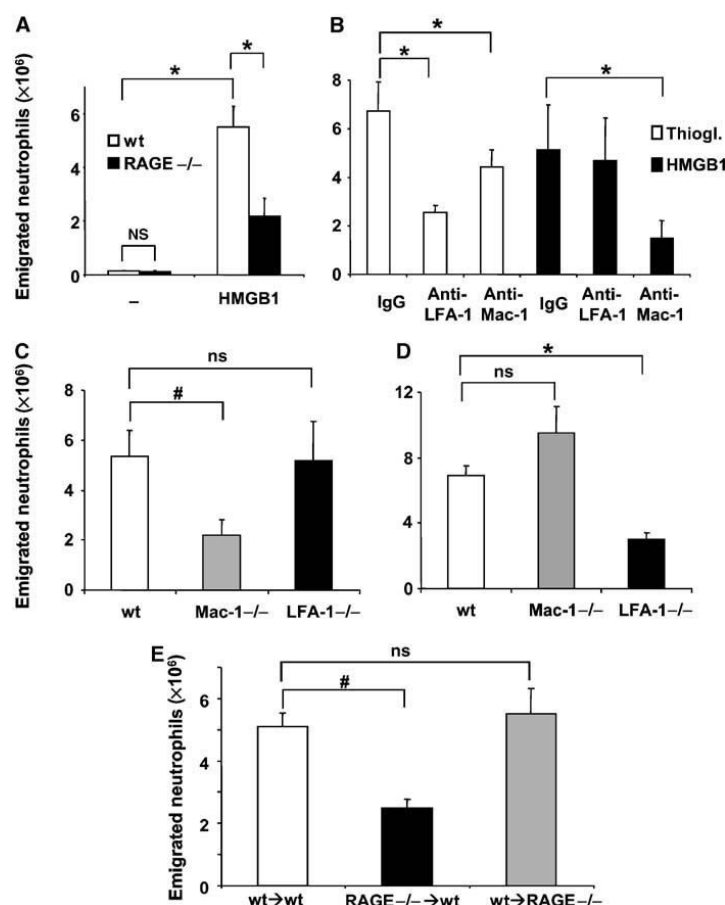 A
Emigrated neutrophils (×10⁶)
6
4
2
0
wt
RAGE −/−
NS
*
*
–
HMGB1
B
8
6
4
2
0
*
*
*
Thiogl.
HMGB1
IgG
Anti-
LFA-1
Anti-
Mac-1
IgG
Anti-
LFA-1
Anti-
Mac-1
C
Emigrated neutrophils (×10⁶)
8
6
4
2
0
ns
#
wt
Mac-1−/−
LFA-1−/−
D
12
9
6
3
0
*
ns
wt
Mac-1−/−
LFA-1−/−
E
Emigrated neutrophils (×10⁶)
6
4
2
0
ns
#
wt→wt
RAGE−/−→wt
wt→RAGE−/−